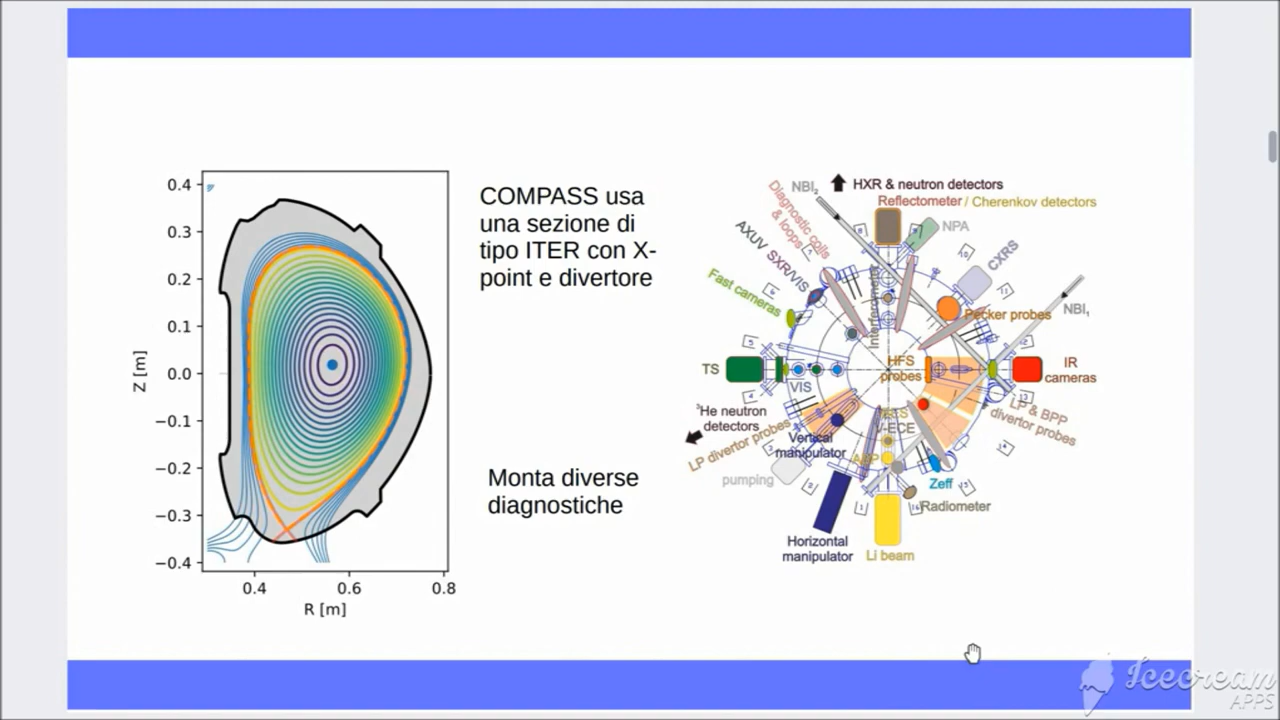 COMPASS usa
una sezione di
tipo ITER con X-
point e divertore
Monta diverse
diagnostiche
0.4
0.3
0.2
0.1
0.0
−0.1
−0.2
−0.3
−0.4
Z [m]
0.4 0.6 0.8
R [m]
HXR & neutron detectors
NBI₂
Reflectometer / Cherenkov detectors
Diagnostic coils
& loops
NPA
AXUV SXR/VIS
CXRS
Fast cameras
Interferometer
NBI₁
Pecker probes
TS
VIS
HFS
probes
IR
cameras
³He neutron
detectors
LP divertor probes
LP & BPP
divertor probes
Vertical
manipulator
pumping
Zeff
Radiometer
Horizontal
manipulator
Li beam
Icecream
APPS